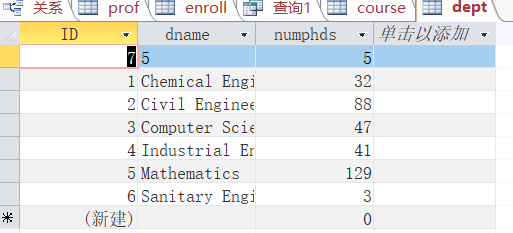 关系 prof enroll 查询1 course dept
ID dname numphds 单击以添加
7 5 5
1 Chemical Engi 32
2 Civil Enginee 88
3 Computer Scie 47
4 Industrial En 41
5 Mathematics 129
6 Sanitary Engi 3
* (新建) 0